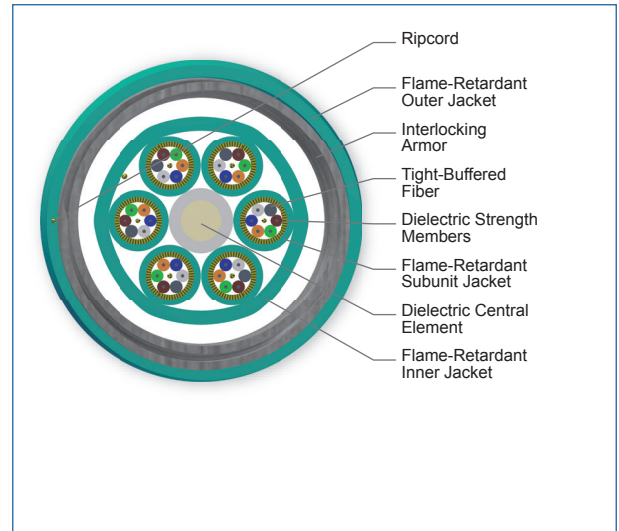 Ripcord
Flame-Retardant
Outer Jacket
Interlocking
Armor
Tight-Buffered
Fiber
Dielectric Strength
Members
Flame-Retardant
Subunit Jacket
Dielectric Central
Element
Flame-Retardant
Inner Jacket